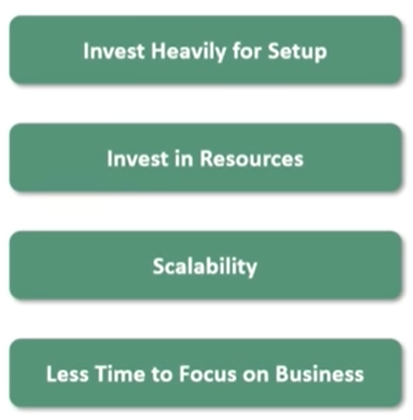 Invest Heavily for Setup
Invest in Resources
Scalability
Less Time to Focus on Business